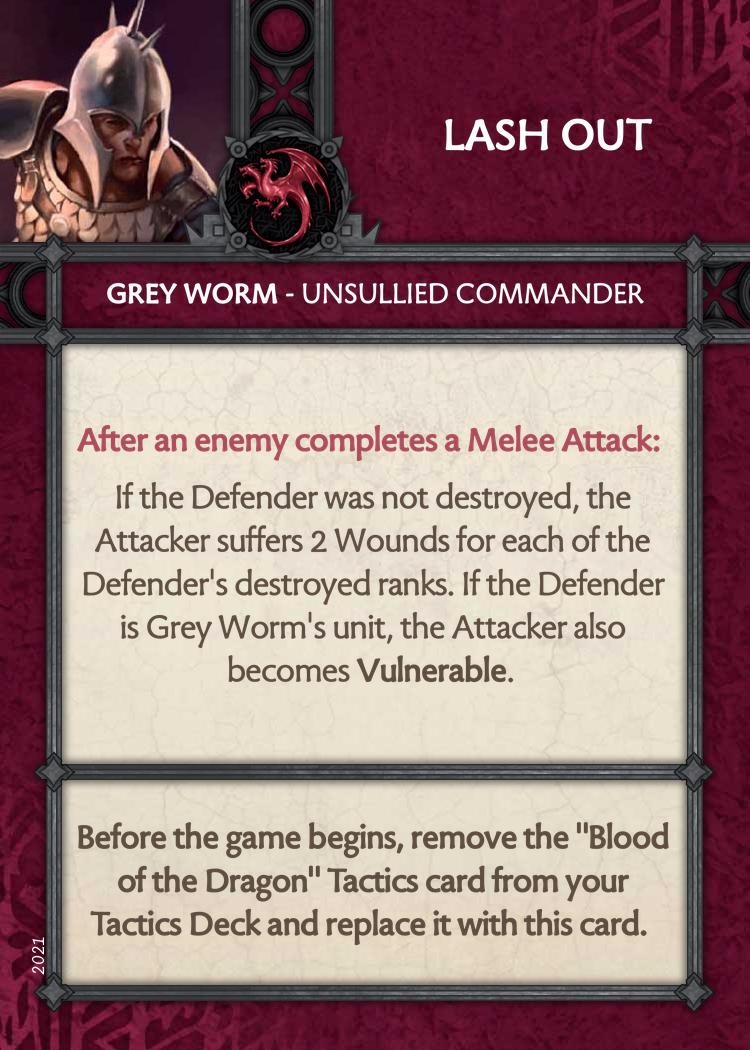 LASH OUT
GREY WORM - UNSULLIED COMMANDER
After an enemy completes a Melee Attack:
If the Defender was not destroyed, the
Attacker suffers 2 Wounds for each of the
Defender's destroyed ranks. If the Defender
is Grey Worm's unit, the Attacker also
becomes Vulnerable.
Before the game begins, remove the "Blood
of the Dragon" Tactics card from your
Tactics Deck and replace it with this card.
2021